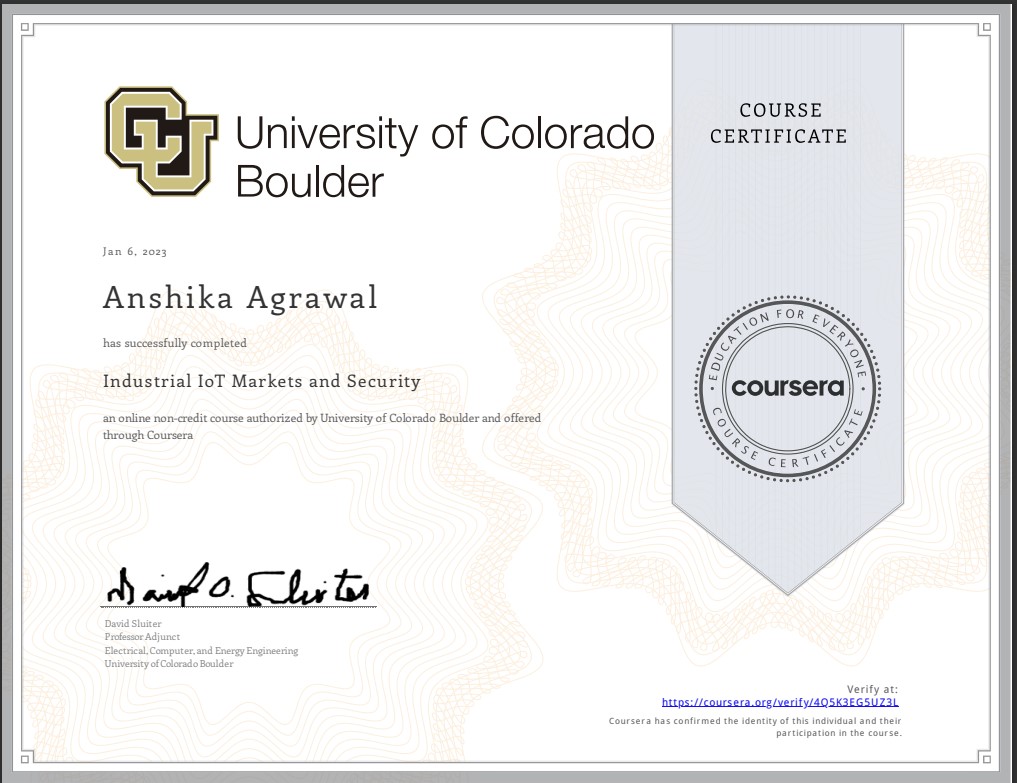 CU
University of Colorado
Boulder
COURSE
CERTIFICATE
Jan 6, 2023
Anshika Agrawal
has successfully completed
Industrial IoT Markets and Security
an online non-credit course authorized by University of Colorado Boulder and offered
through Coursera
EDUCATION FOR EVERYONE
coursera
COURSE CERTIFICATE
David O. Sluiter
David Sluiter
Professor Adjunct
Electrical, Computer, and Energy Engineering
University of Colorado Boulder
Verify at:
https://coursera.org/verify/4Q5K3EG5UZ3L
Coursera has confirmed the identity of this individual and their
participation in the course.